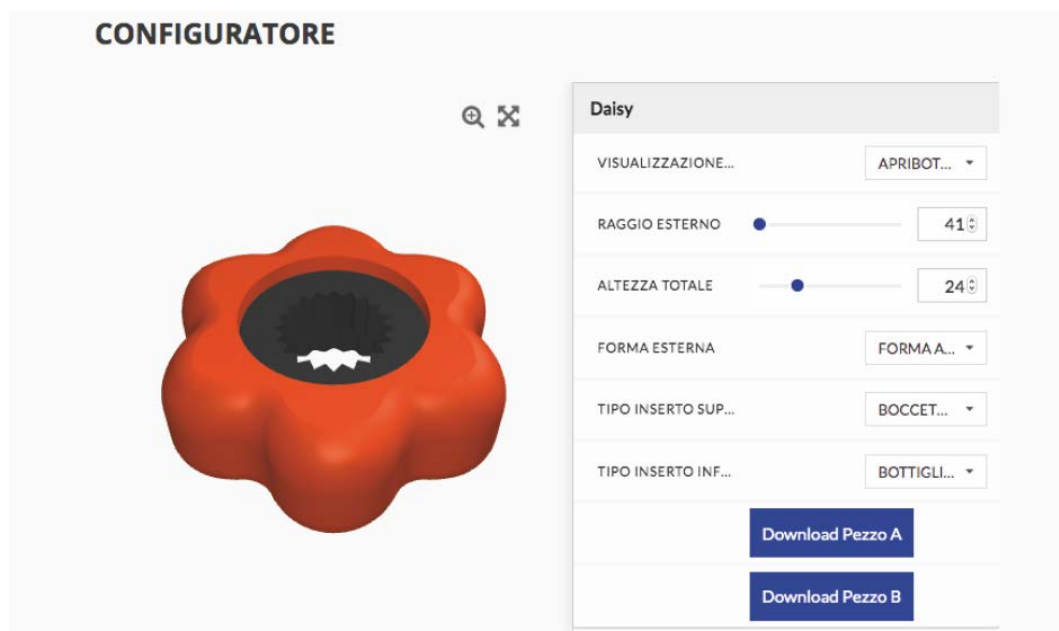 CONFIGURATORE
Daisy
VISUALIZZAZIONE... APRIBOT...
RAGGIO ESTERNO 41
ALTEZZA TOTALE 24
FORMA ESTERNA FORMA A...
TIPO INSERTO SUP... BOCCET...
TIPO INSERTO INF... BOTTIGLI...
Download Pezzo A
Download Pezzo B